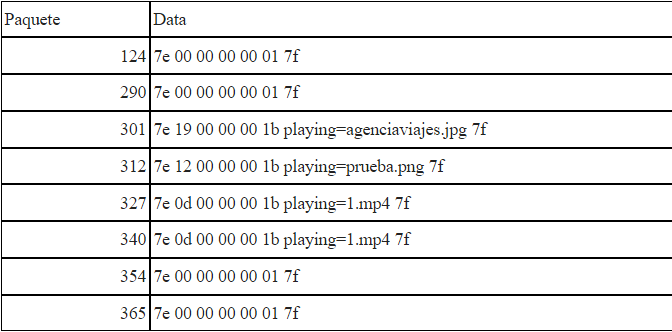 Paquete Data
124 7e 00 00 00 00 01 7f
290 7e 00 00 00 00 01 7f
301 7e 19 00 00 00 1b playing=agenciaviajes.jpg 7f
312 7e 12 00 00 00 1b playing=prueba.png 7f
327 7e 0d 00 00 00 1b playing=1.mp4 7f
340 7e 0d 00 00 00 1b playing=1.mp4 7f
354 7e 00 00 00 00 01 7f
365 7e 00 00 00 00 01 7f